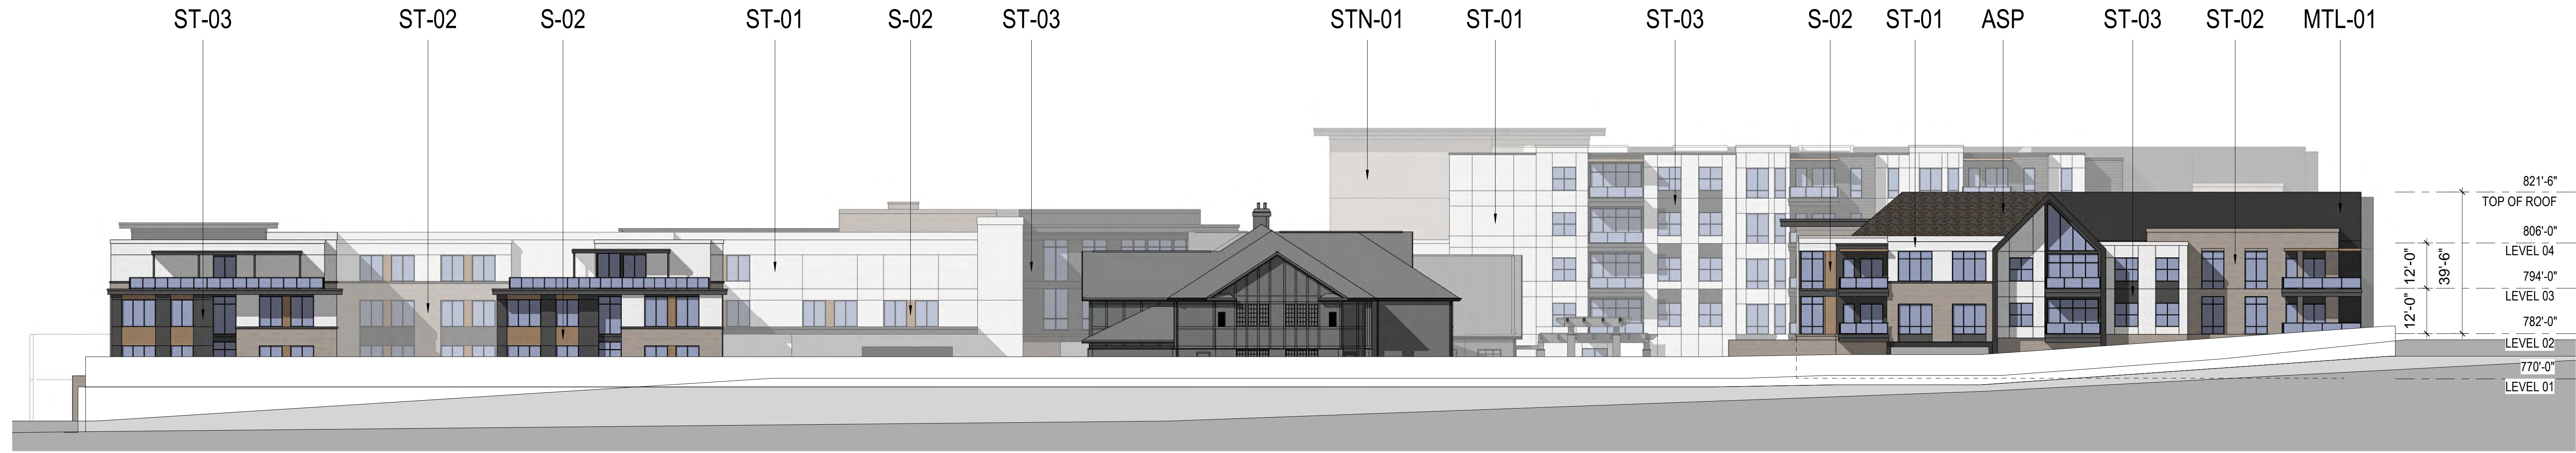 ST-03 ST-02 S-02 ST-01 S-02 ST-03 STN-01 ST-01 ST-03 S-02 ST-01 ASP ST-03 ST-02 MTL-01
821'-6"
TOP OF ROOF
806'-0"
LEVEL 04
794'-0"
LEVEL 03
782'-0"
LEVEL 02
770'-0"
LEVEL 01
12'-0"
12'-0"
39'-6"